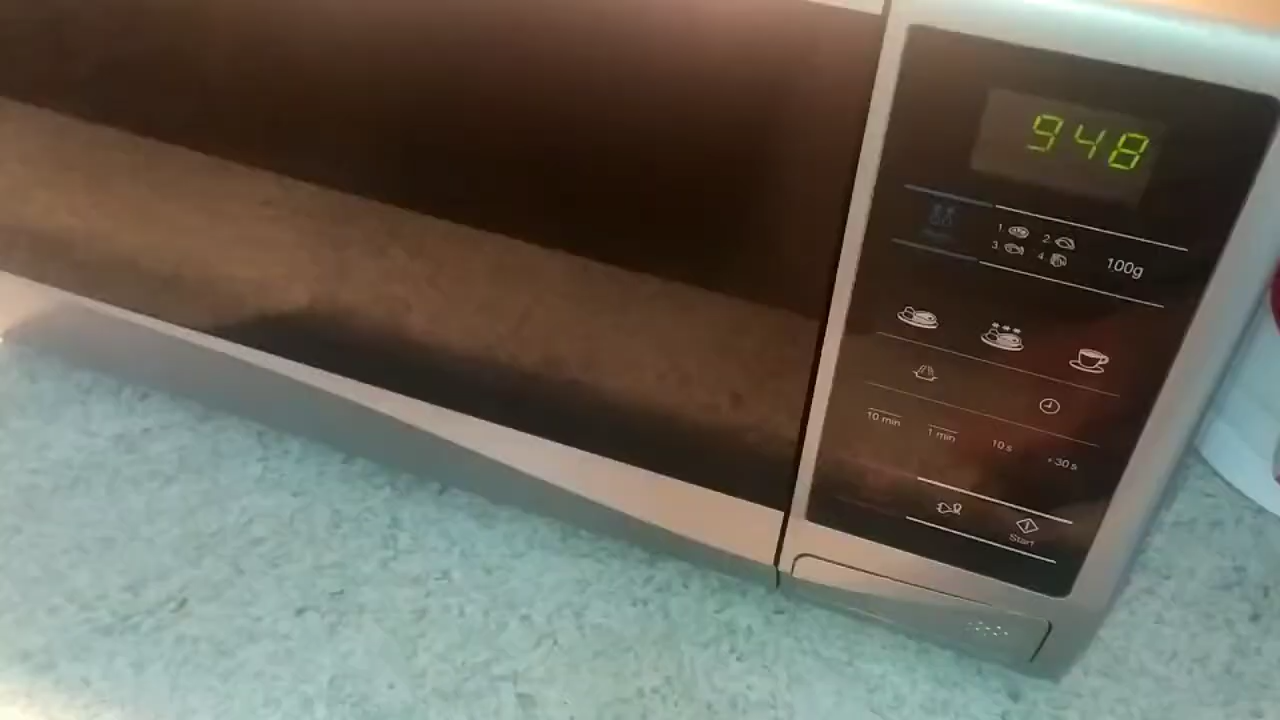 948
1. 2.
3. 4.
100g
10 min 1 min 10 s +30 s
Start